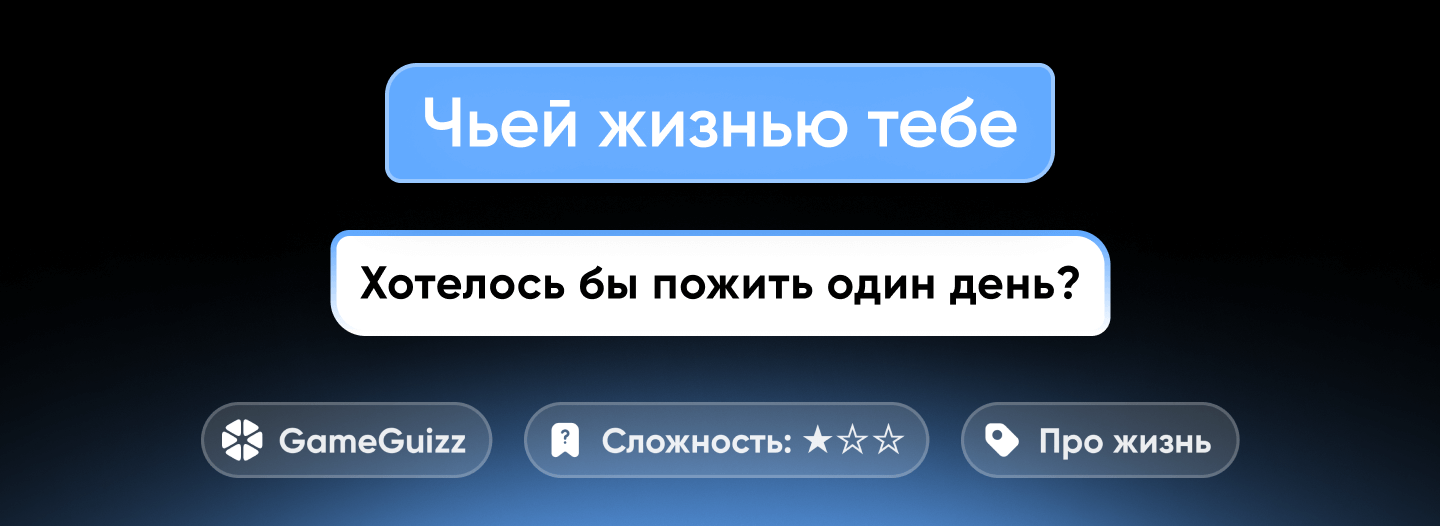 Чьей жизнью тебе
Хотелось бы пожить один день?
GameGuizz
Сложность: ★☆☆
Про жизнь